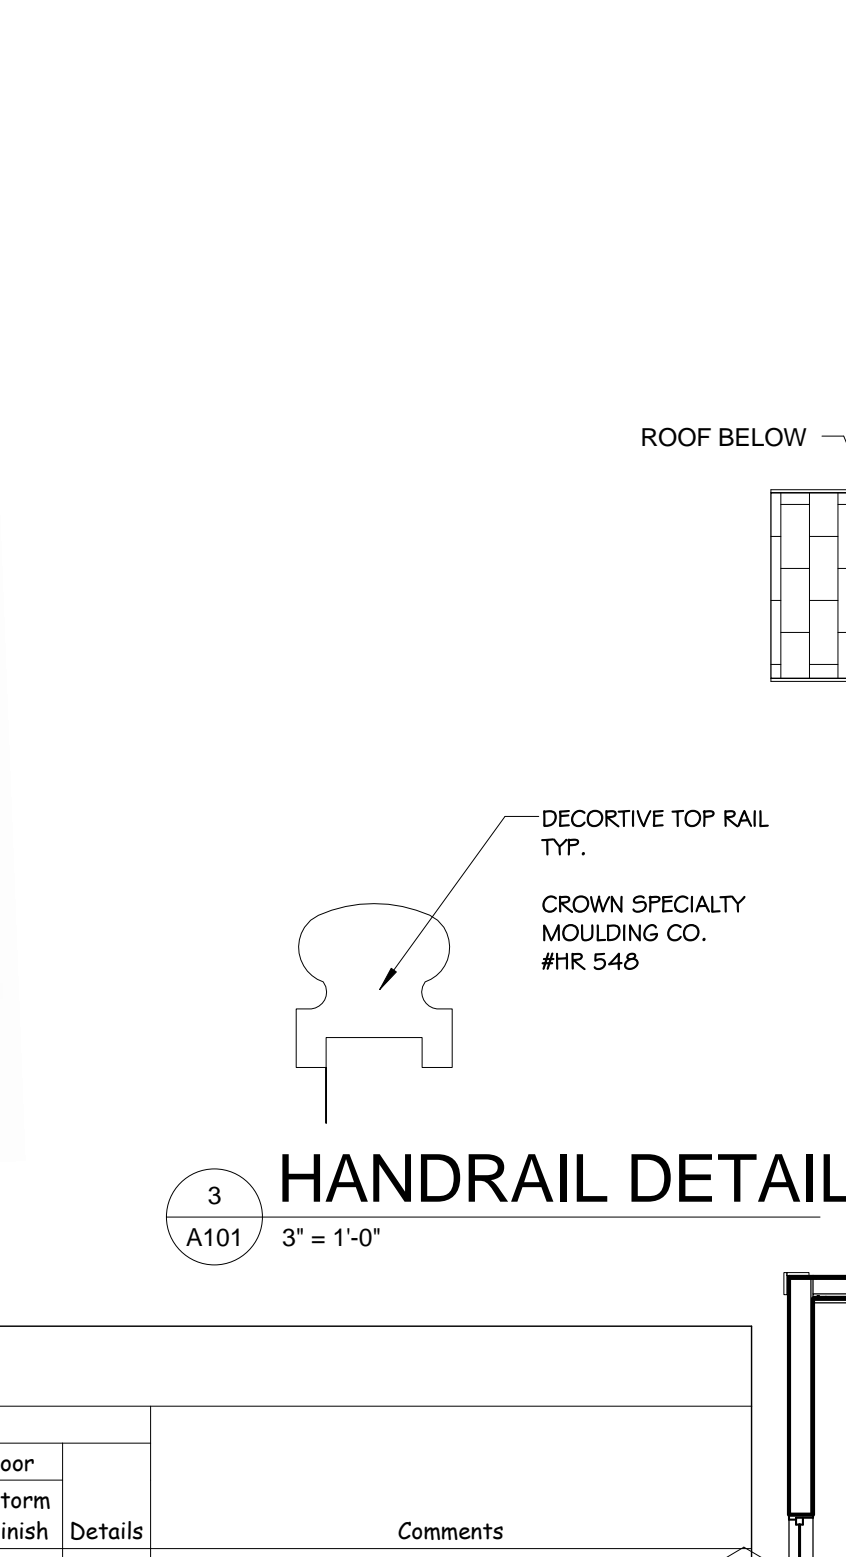 ROOF BELOW
DECORTIVE TOP RAIL
TYP.
CROWN SPECIALTY
MOULDING CO.
#HR 548
HANDRAIL DETAIL
3
A101
3" = 1'-0"
oor
torm
inish
Details
Comments